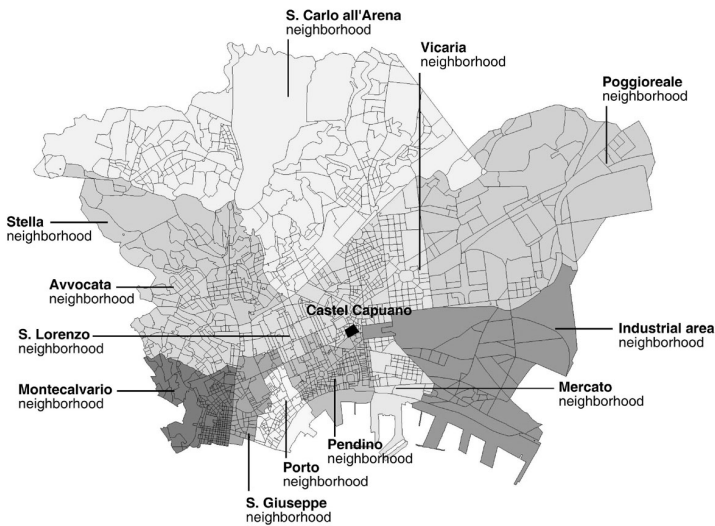 S. Carlo all'Arena
neighborhood
Vicaria
neighborhood
Poggioreale
neighborhood
Stella
neighborhood
Avvocata
neighborhood
Castel Capuano
S. Lorenzo
neighborhood
Industrial area
neighborhood
Montecalvario
neighborhood
Mercato
neighborhood
Pendino
neighborhood
Porto
neighborhood
S. Giuseppe
neighborhood